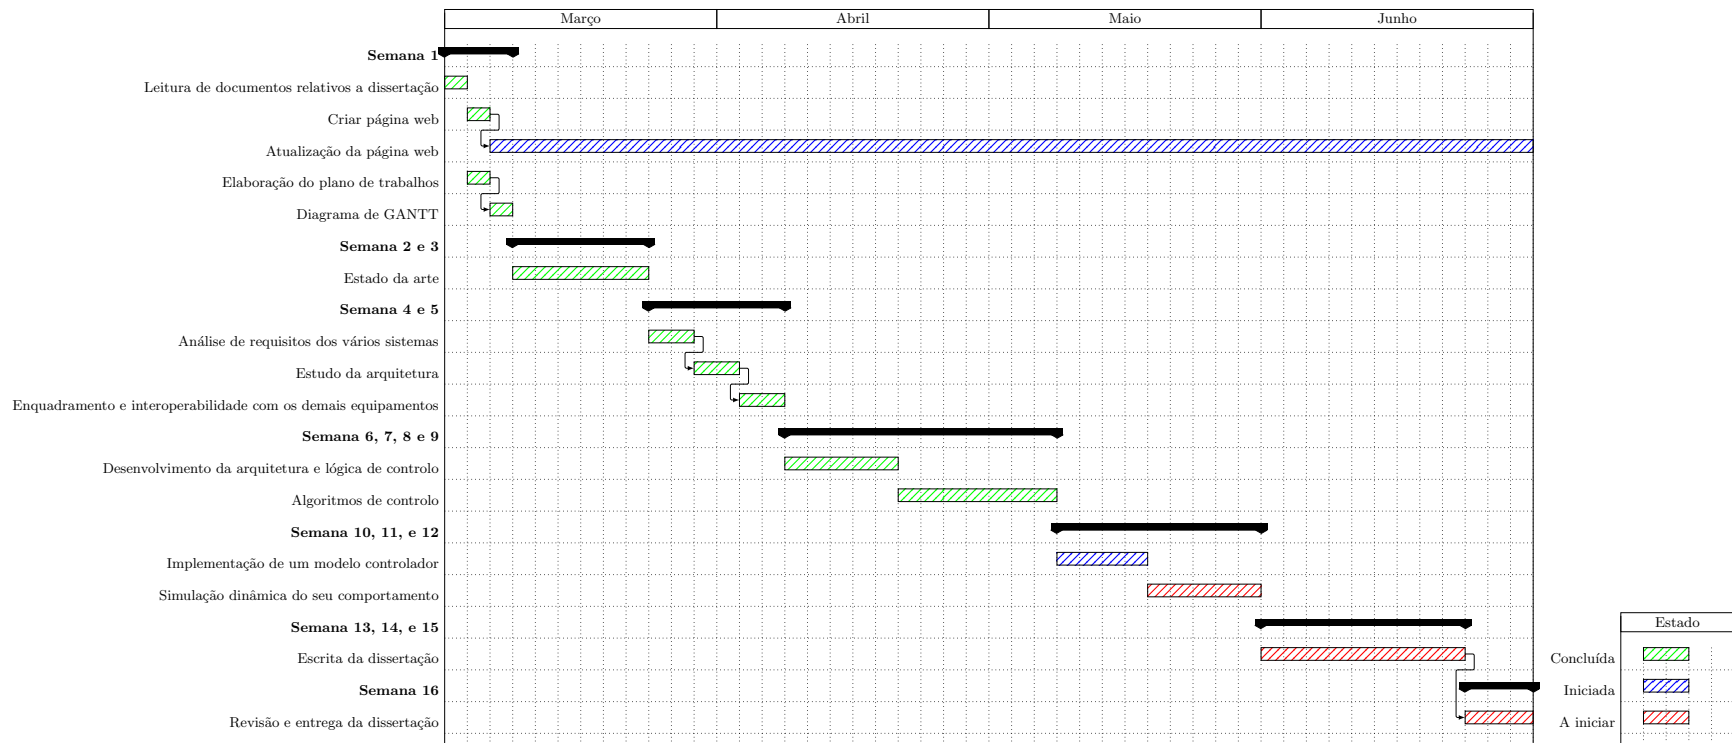 Março Abril Maio Junho
Semana 1
Leitura de documentos relativos a dissertação
Criar página web
Atualização da página web
Elaboração do plano de trabalhos
Diagrama de GANTT
Semana 2 e 3
Estado da arte
Semana 4 e 5
Análise de requisitos dos vários sistemas
Estudo da arquitetura
Enquadramento e interoperabilidade com os demais equipamentos
Semana 6, 7, 8 e 9
Desenvolvimento da arquitetura e lógica de controlo
Algoritmos de controlo
Semana 10, 11, e 12
Implementação de um modelo controlador
Simulação dinâmica do seu comportamento
Semana 13, 14, e 15
Escrita da dissertação
Semana 16
Revisão e entrega da dissertação
Estado
Concluída
Iniciada
A iniciar